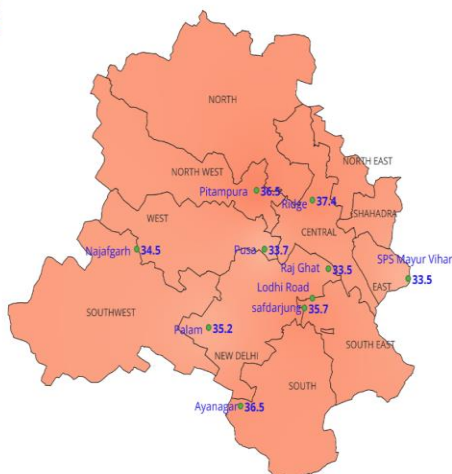 NORTH
NORTH EAST
NORTH WEST
Pitampura 36.5
Ridge 37.4
SHAHADRA
WEST
CENTRAL
Najafgarh 34.5
Pusa 33.7
SPS Mayur Vihar
Raj Ghat 33.5
33.5
EAST
Lodhi Road
safdarjung 35.7
SOUTHWEST
Palam 35.2
SOUTH EAST
NEW DELHI
SOUTH
Ayanagar 36.5